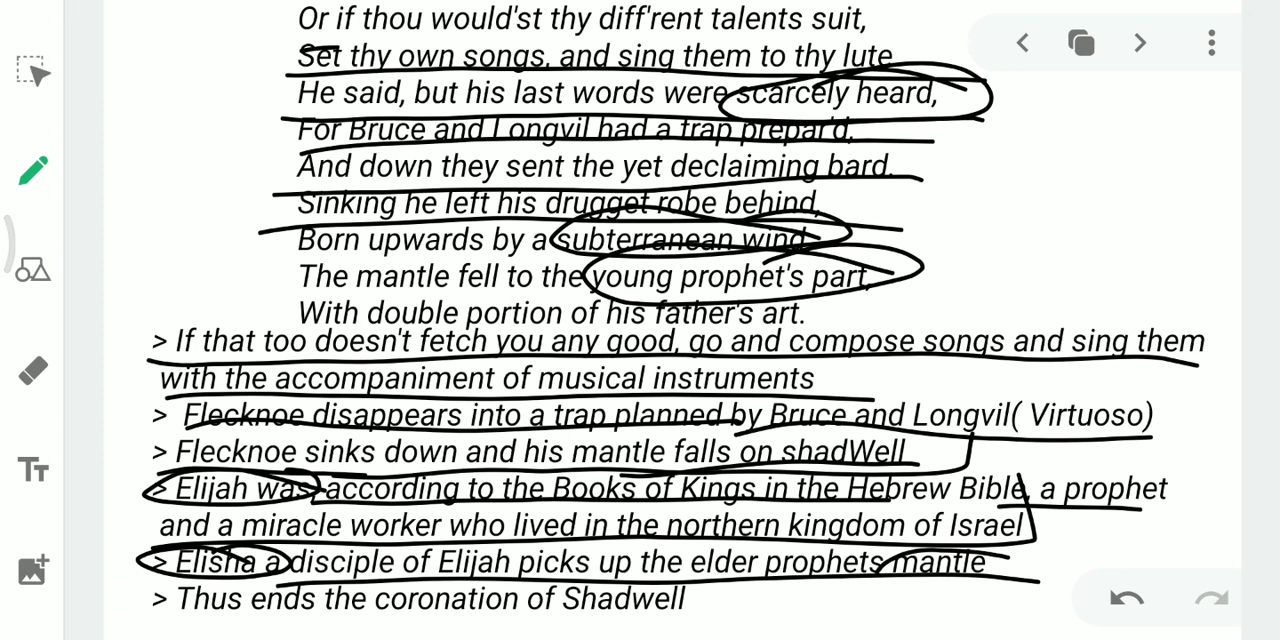 Or if thou would'st thy diff'rent talents suit,
Set thy own songs, and sing them to thy lute.
He said, but his last words were scarcely heard,
For Bruce and Longvil had a trap prepar'd,
And down they sent the yet declaiming bard.
Sinking he left his drugget robe behind,
Born upwards by a subterranean wind.
The mantle fell to the young prophet's part,
With double portion of his father's art.
> If that too doesn't fetch you any good, go and compose songs and sing them
with the accompaniment of musical instruments
> Flecknoe disappears into a trap planned by Bruce and Longvil( Virtuoso)
> Flecknoe sinks down and his mantle falls on shadWell
> Elijah was according to the Books of Kings in the Hebrew Bible, a prophet
and a miracle worker who lived in the northern kingdom of Israel
> Elisha a disciple of Elijah picks up the elder prophets mantle
> Thus ends the coronation of Shadwell
Tт